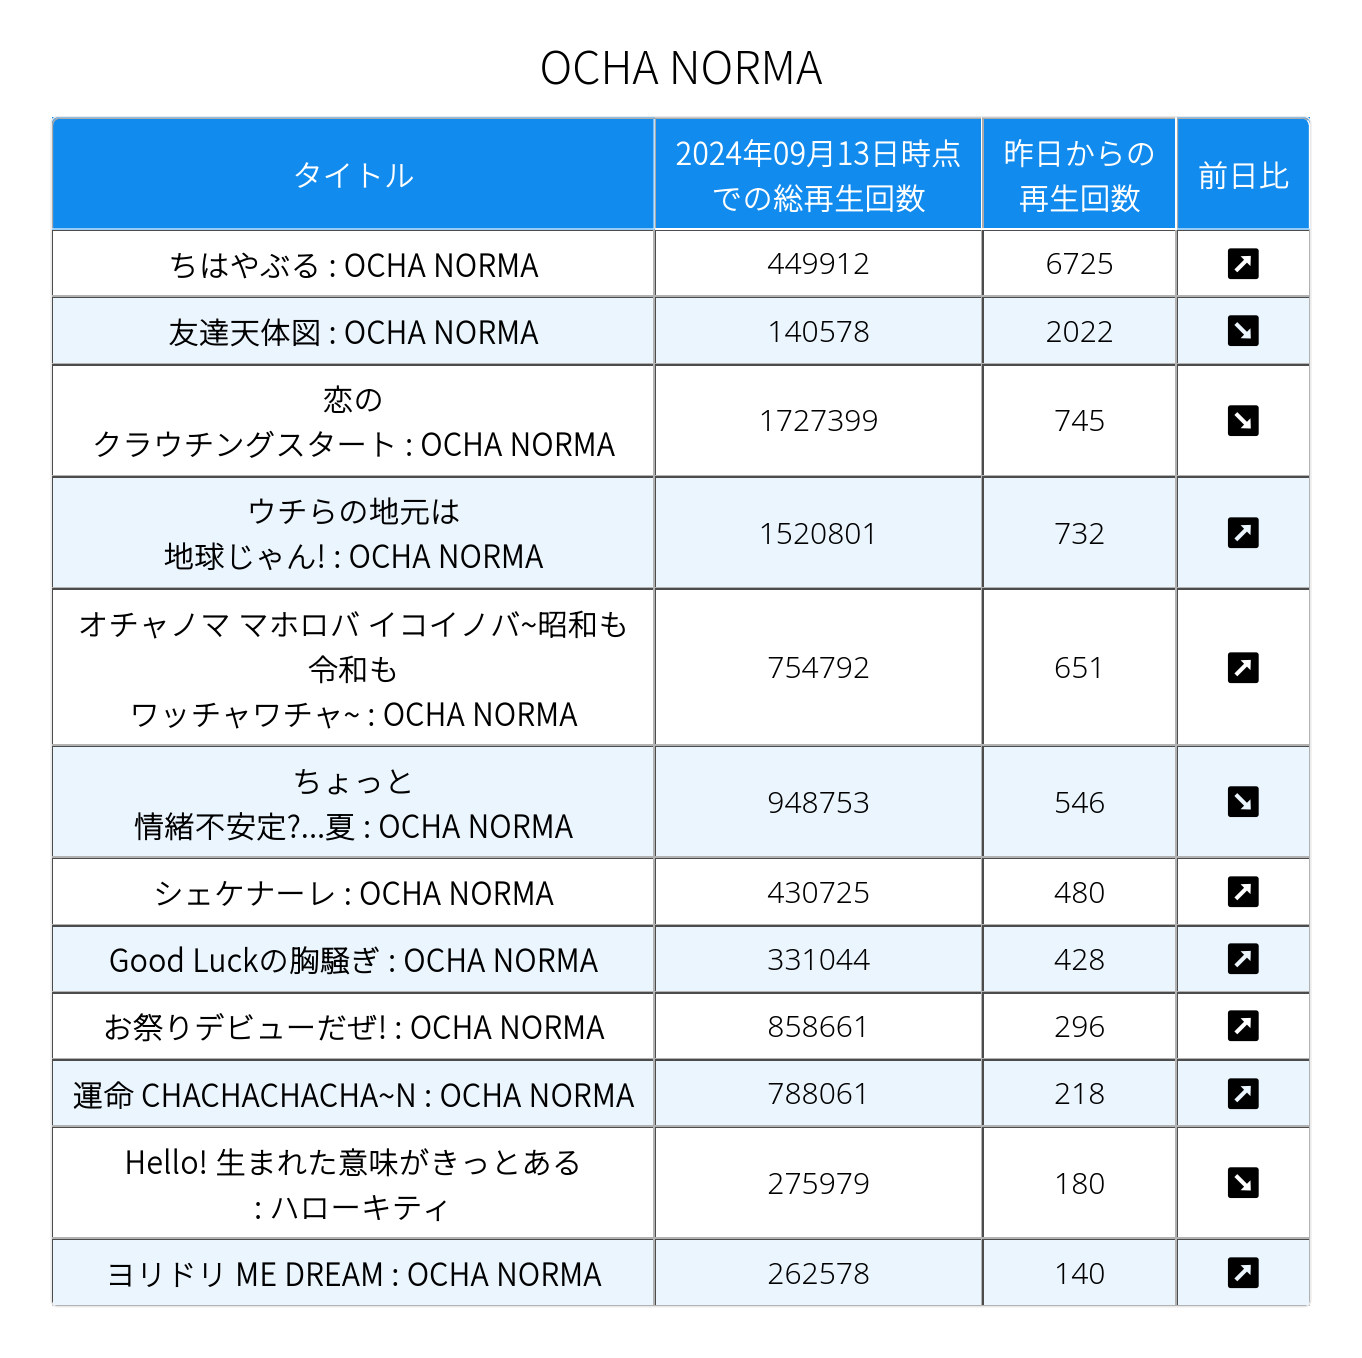 OCHA NORMA
タイトル
2024年09月13日時点
での総再生回数
昨日からの
再生回数
前日比
ちはやぶる : OCHA NORMA
449912
6725
友達天体図 : OCHA NORMA
140578
2022
恋の
クラウチングスタート : OCHA NORMA
1727399
745
ウチらの地元は
地球じゃん! : OCHA NORMA
1520801
732
オチャノマ マホロバ イコイノバ~昭和も
令和も
ワッチャワチャ~ : OCHA NORMA
754792
651
ちょっと
情緒不安定?...夏 : OCHA NORMA
948753
546
シェケナーレ : OCHA NORMA
430725
480
Good Luckの胸騒ぎ : OCHA NORMA
331044
428
お祭りデビューだぜ! : OCHA NORMA
858661
296
運命 CHACHACHACHA~N : OCHA NORMA
788061
218
Hello! 生まれた意味がきっとある
: ハローキティ
275979
180
ヨリドリ ME DREAM : OCHA NORMA
262578
140